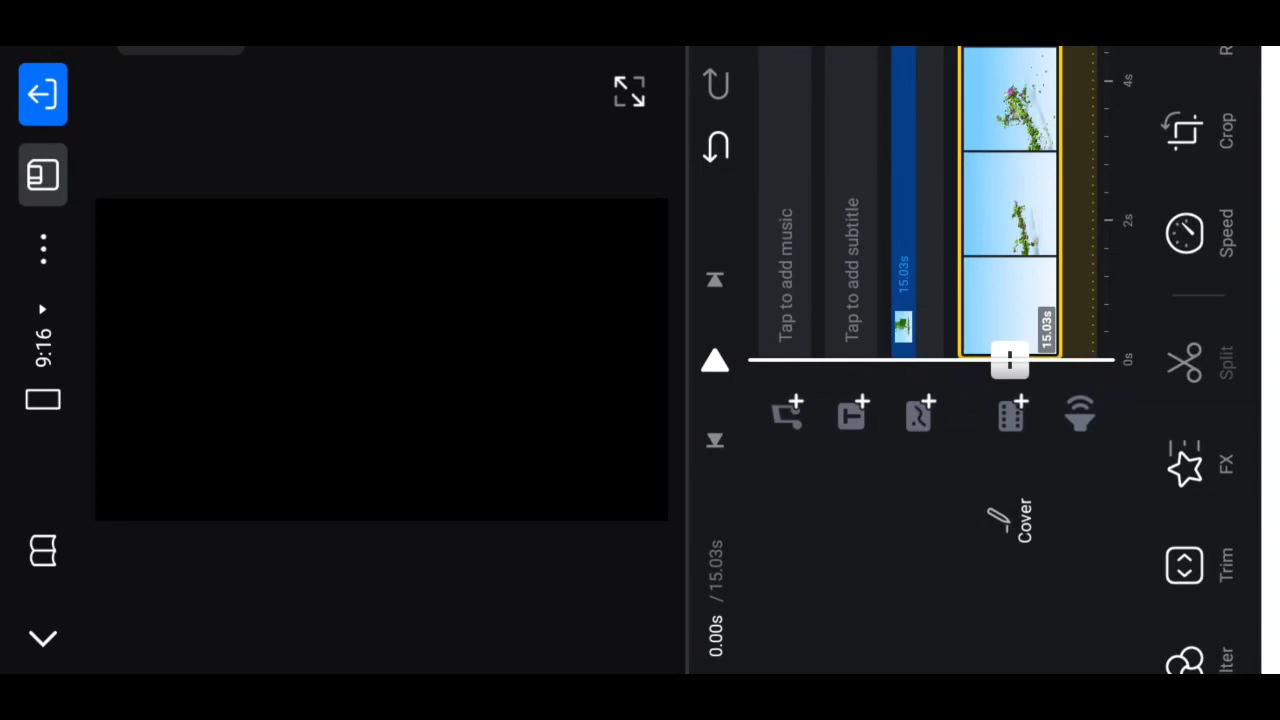 9:16
0.00s / 15.03s
Tap to add music
Tap to add subtitle
15.03s
Cover
15.03s
0s
2s
4s
lter
Trim
FX
Split
Speed
Crop
R